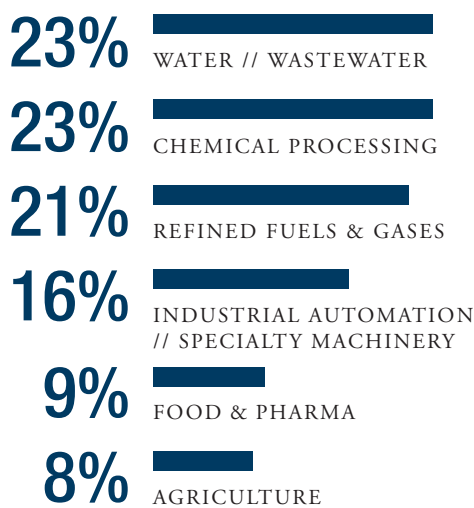 23%
WATER // WASTEWATER
23%
CHEMICAL PROCESSING
21%
REFINED FUELS & GASES
16%
INDUSTRIAL AUTOMATION
// SPECIALTY MACHINERY
9%
FOOD & PHARMA
8%
AGRICULTURE